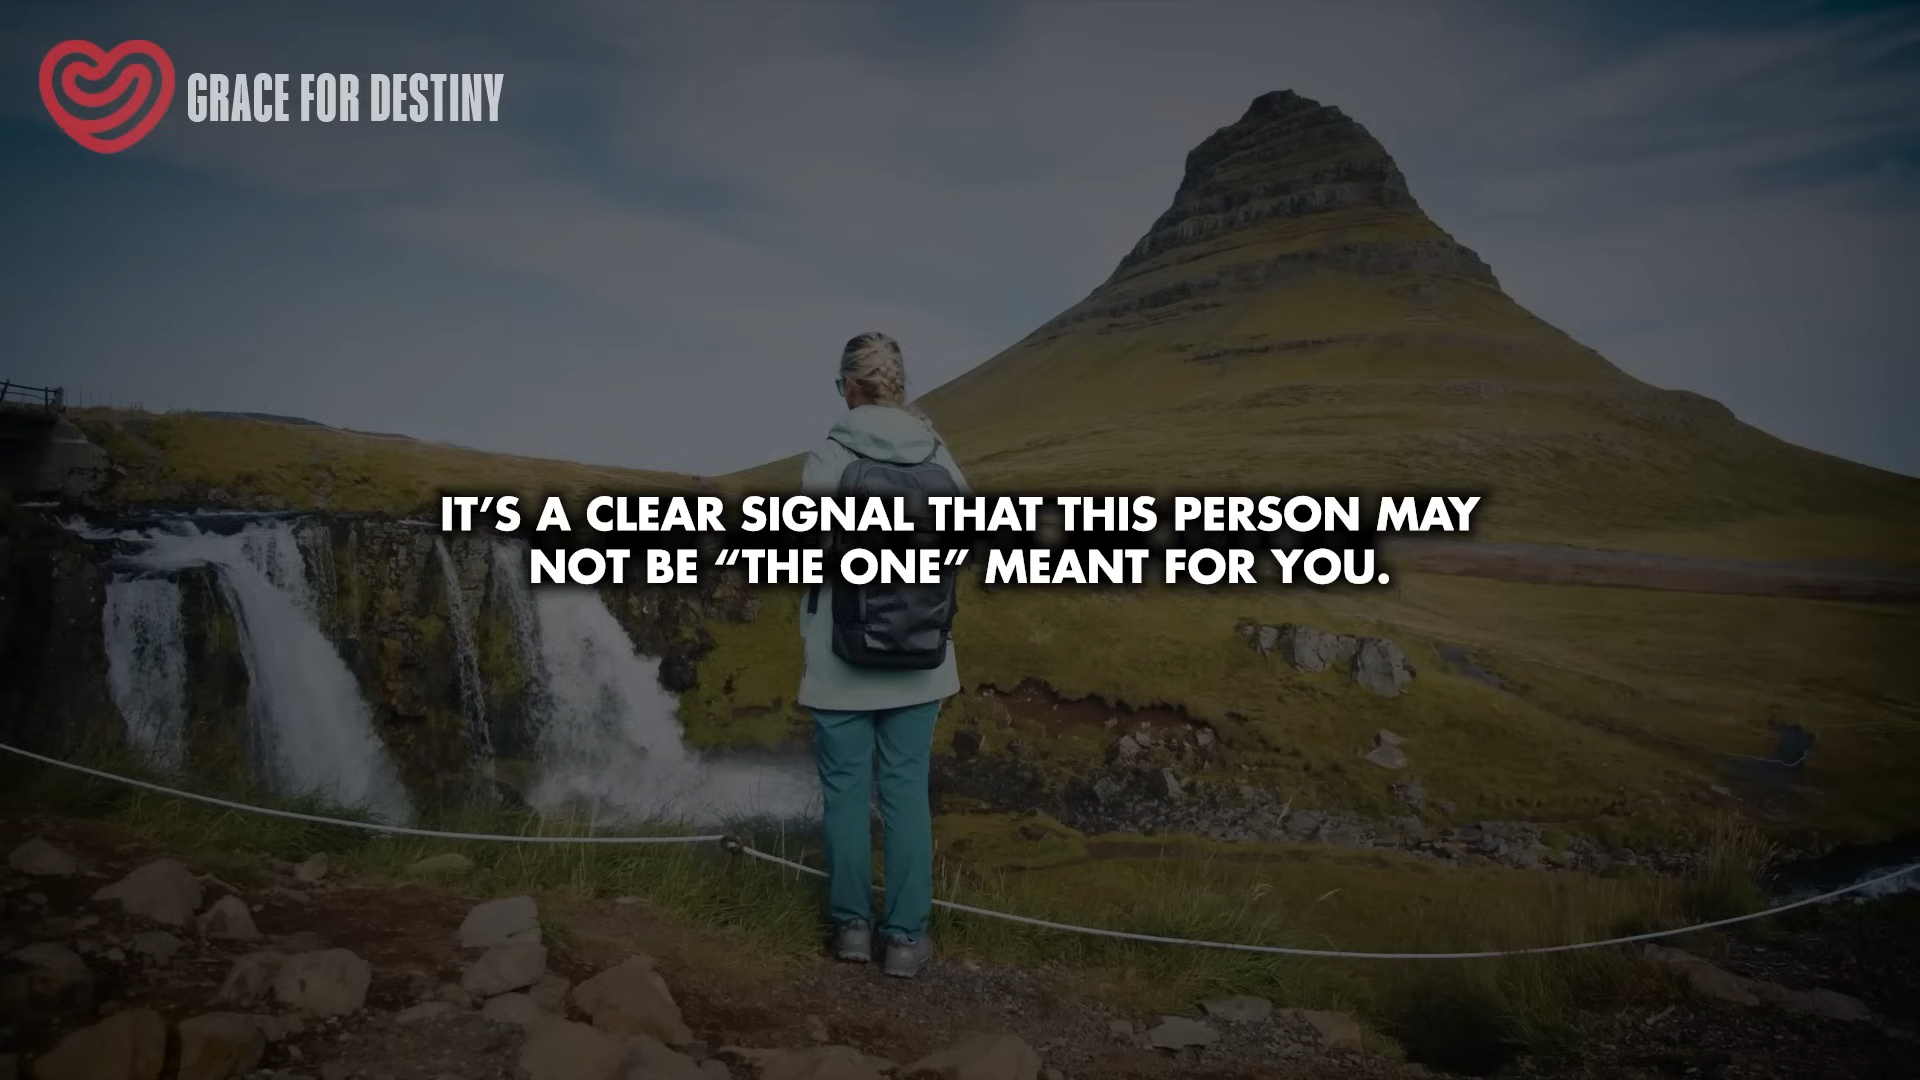 GRACE FOR DESTINY
IT’S A CLEAR SIGNAL THAT THIS PERSON MAY
NOT BE “THE ONE” MEANT FOR YOU.